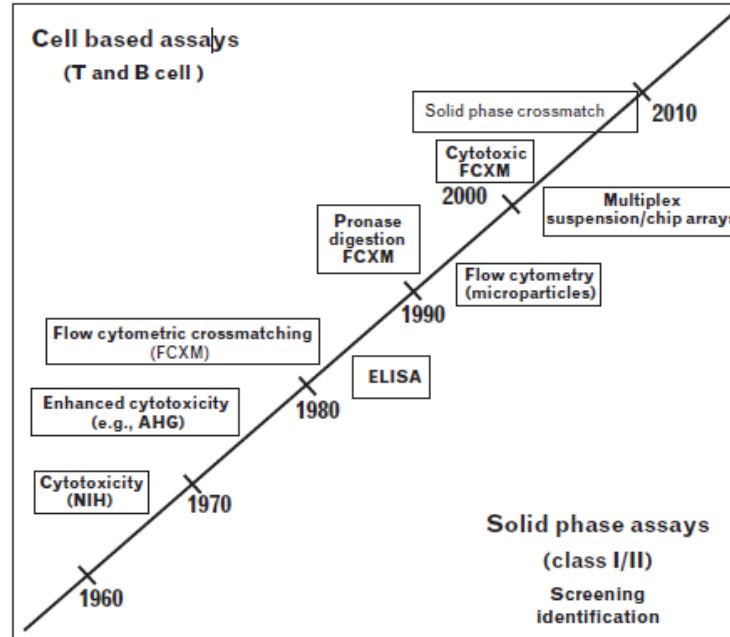 Cell based assays
(T and B cell )
Solid phase crossmatch
2010
Cytotoxic
FCXM
2000
Multiplex
suspension/chip arrays
Pronase
digestion
FCXM
Flow cytometry
(microparticles)
1990
Flow cytometric crossmatching
(FCXM)
ELISA
1980
Enhanced cytotoxicity
(e.g., AHG)
Cytotoxicity
(NIH)
1970
Solid phase assays
(class I/II)
Screening
identification
1960